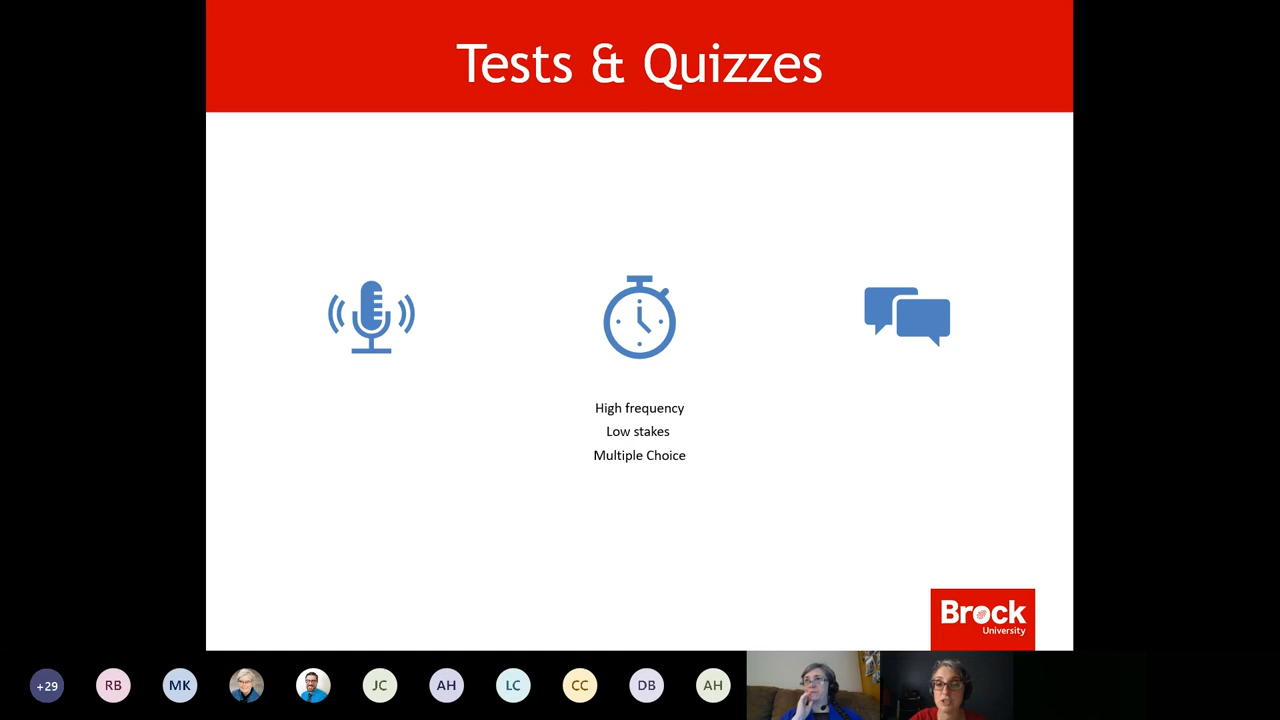 Tests & Quizzes
High frequency
Low stakes
Multiple Choice
Brock
University
+29
RB
MK
JC
AH
LC
CC
DB
AH